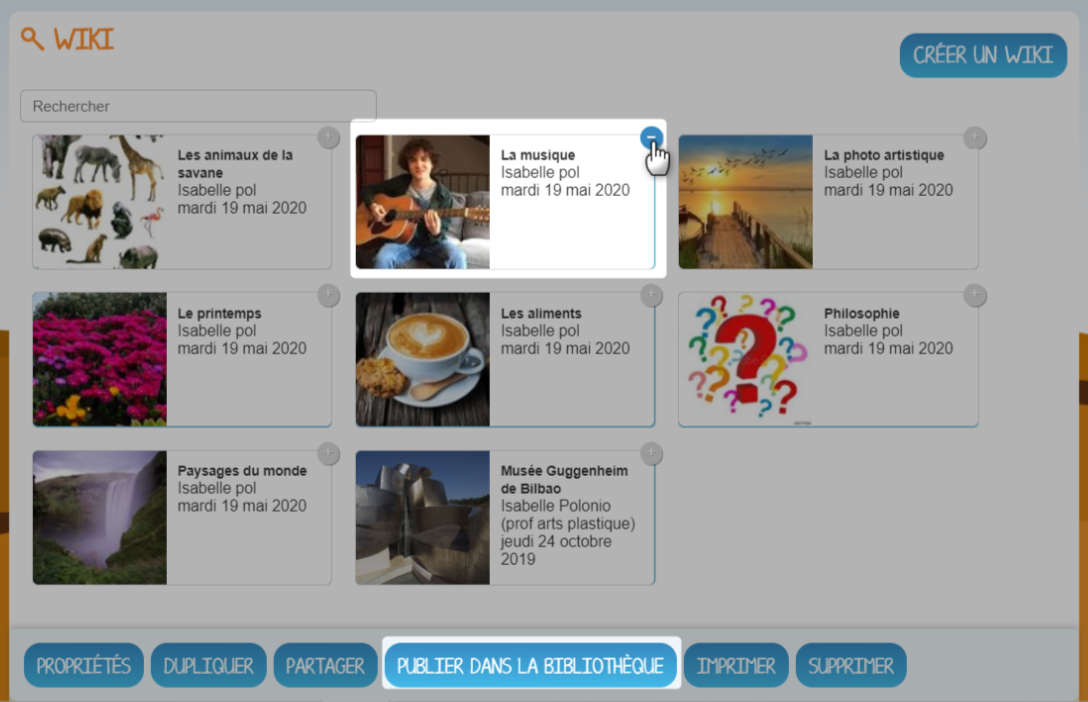 WIKI
CRÉER UN WIKI
Rechercher
Les animaux de la
savane
Isabelle pol
mardi 19 mai 2020
La musique
Isabelle pol
mardi 19 mai 2020
La photo artistique
Isabelle pol
mardi 19 mai 2020
Le printemps
Isabelle pol
mardi 19 mai 2020
Les aliments
Isabelle pol
mardi 19 mai 2020
Philosophie
Isabelle pol
mardi 19 mai 2020
Paysages du monde
Isabelle pol
mardi 19 mai 2020
Musée Guggenheim
de Bilbao
Isabelle Polonio
(prof arts plastique)
jeudi 24 octobre
2019
PROPRIÉTÉS DUPLIQUER PARTAGER PUBLIER DANS LA BIBLIOTHÈQUE IMPRIMER SUPPRIMER